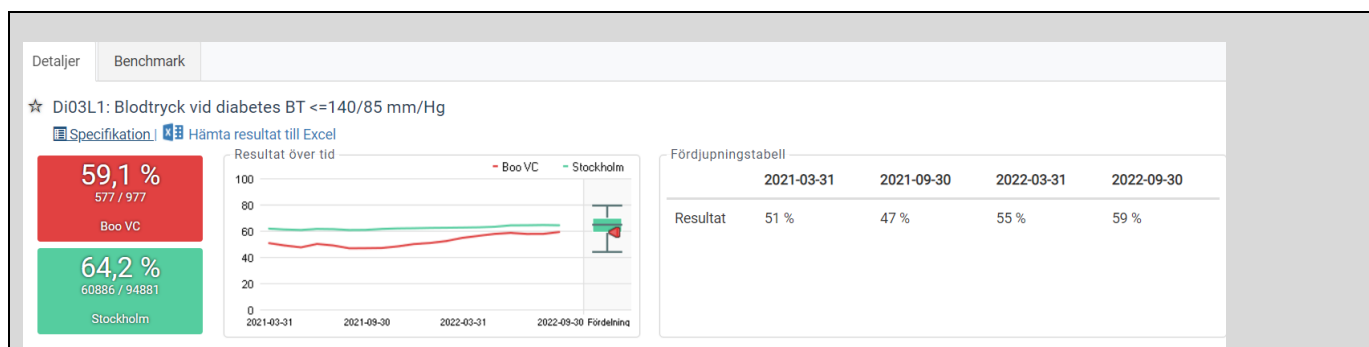 Detaljer Benchmark
☆ Di03L1: Blodtryck vid diabetes BT <=140/85 mm/Hg
Specifikation | Hämta resultat till Excel
59,1 %
577 / 977
Boo VC
64,2 %
60886 / 94881
Stockholm
Resultat över tid
- Boo VC - Stockholm
100
80
60
40
20
0
2021-03-31 2021-09-30 2022-03-31 2022-09-30 Fördelning
Fördjupningstabell
2021-03-31 2021-09-30 2022-03-31 2022-09-30
Resultat 51 % 47 % 55 % 59 %